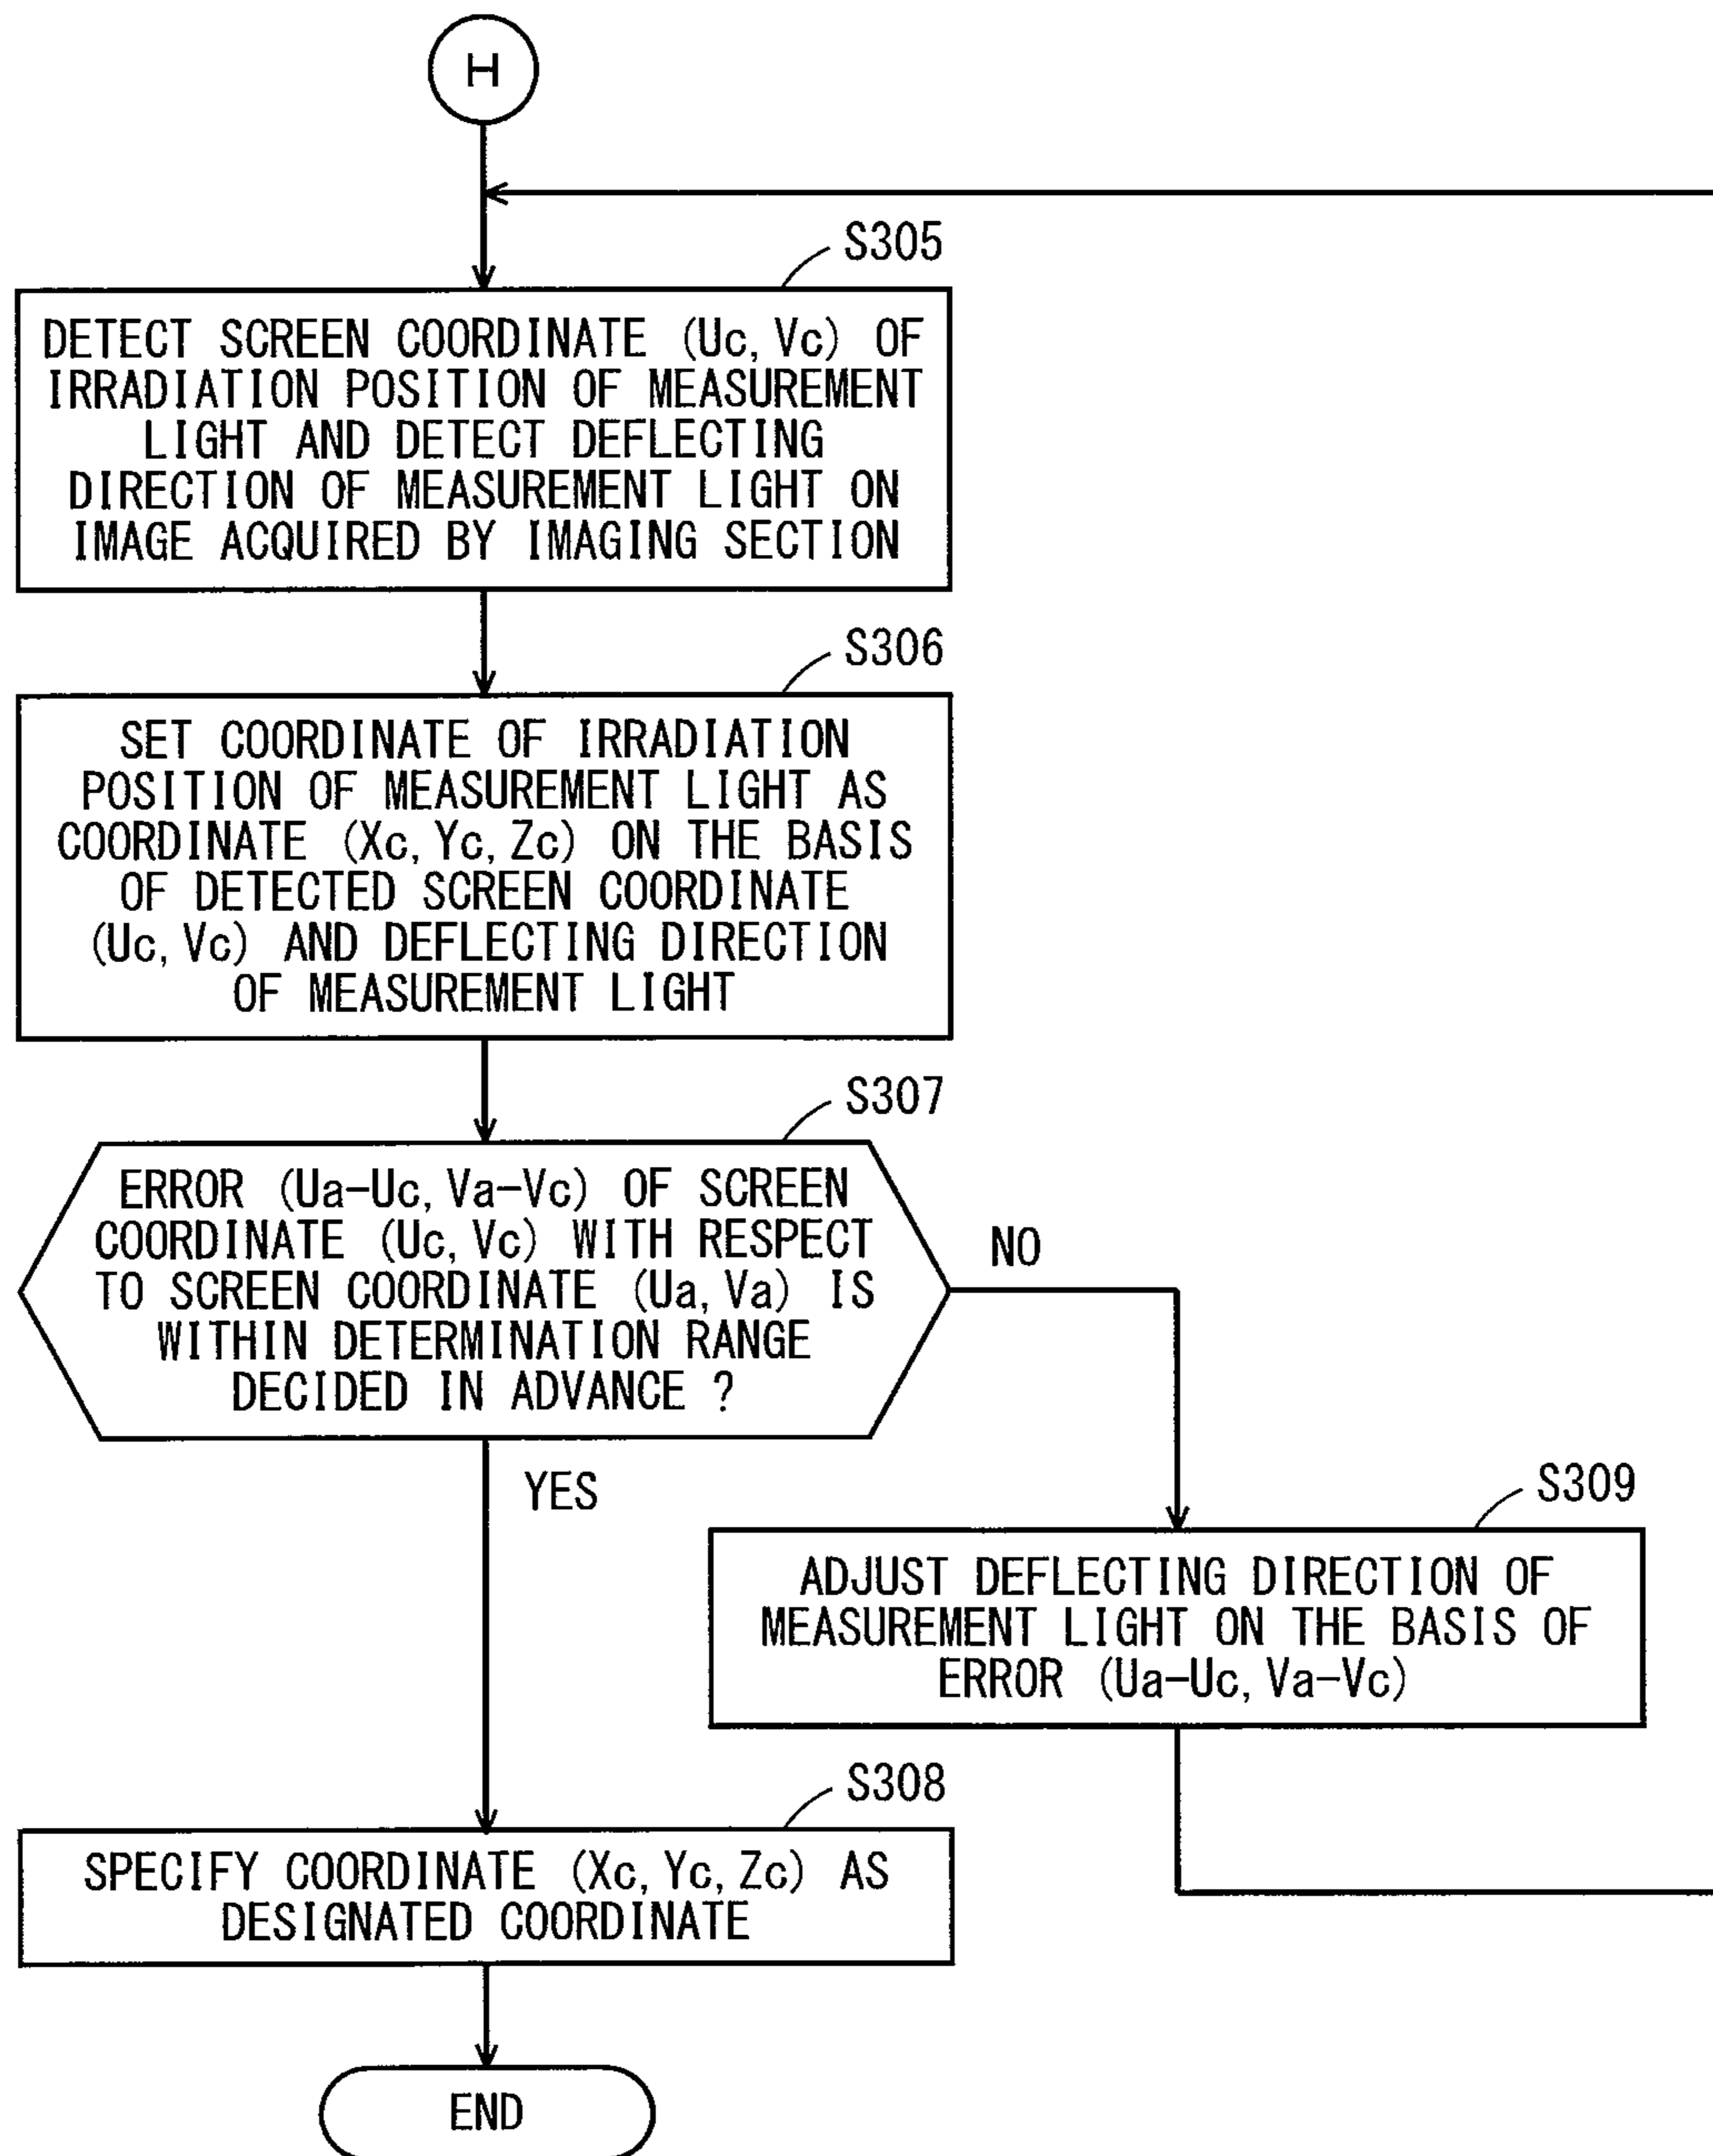 H
S305
DETECT SCREEN COORDINATE (Uc, Vc) OF
IRRADIATION POSITION OF MEASUREMENT
LIGHT AND DETECT DEFLECTING
DIRECTION OF MEASUREMENT LIGHT ON
IMAGE ACQUIRED BY IMAGING SECTION
S306
SET COORDINATE OF IRRADIATION
POSITION OF MEASUREMENT LIGHT AS
COORDINATE (Xc, Yc, Zc) ON THE BASIS
OF DETECTED SCREEN COORDINATE
(Uc, Vc) AND DEFLECTING DIRECTION
OF MEASUREMENT LIGHT
S307
ERROR (Ua-Uc, Va-Vc) OF SCREEN
COORDINATE (Uc, Vc) WITH RESPECT
TO SCREEN COORDINATE (Ua, Va) IS
WITHIN DETERMINATION RANGE
DECIDED IN ADVANCE ?
NO
YES
S309
ADJUST DEFLECTING DIRECTION OF
MEASUREMENT LIGHT ON THE BASIS OF
ERROR (Ua-Uc, Va-Vc)
S308
SPECIFY COORDINATE (Xc, Yc, Zc) AS
DESIGNATED COORDINATE
END